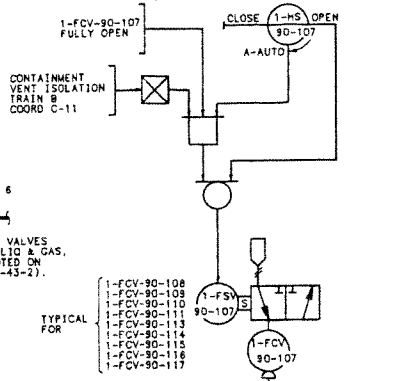 1-FCV-90-107
FULLY OPEN
CLOSE
1-HS
OPEN
90-107
A-AUTO
CONTAINMENT
VENT ISOLATION
TRAIN B
COORD C-11
6
VALVES
LIQ & GAS,
TED ON
-43-2).
TYPICAL
FOR
1-FCV-90-108
1-FCV-90-109
1-FCV-90-110
1-FCV-90-111
1-FCV-90-113
1-FCV-90-114
1-FCV-90-115
1-FCV-90-116
1-FCV-90-117
1-FSV
90-107
S
1-FCV
90-107